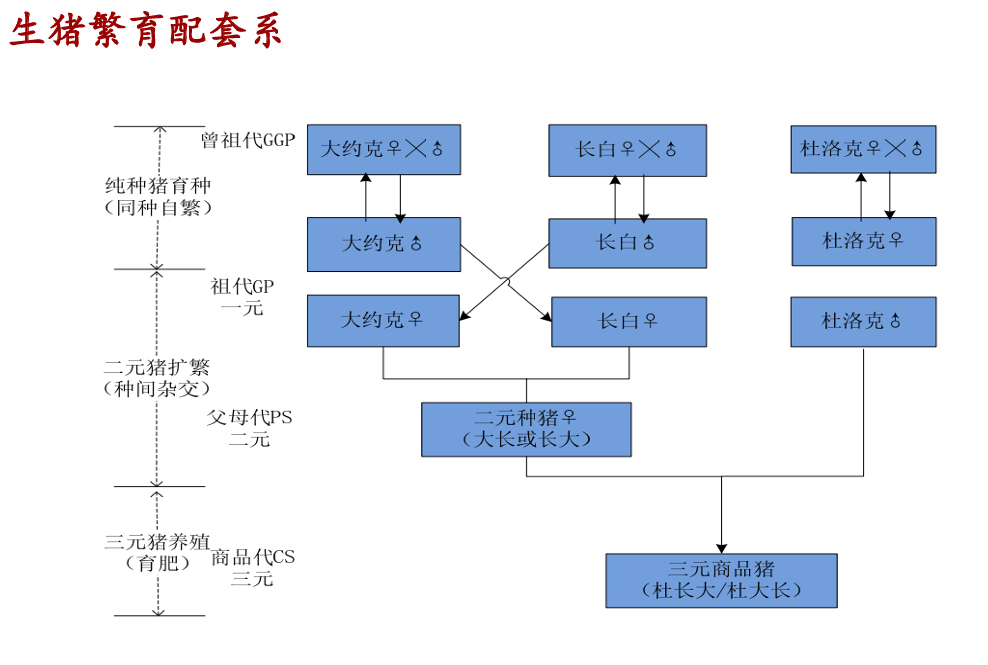 生猪繁育配套系
曾祖代GGP
大约克♀╳♂
长白♀╳♂
杜洛克♀╳♂
纯种猪育种
（同种自繁）
大约克♂
长白♂
杜洛克♀
祖代GP
一元
大约克♀
长白♀
杜洛克♂
二元猪扩繁
（种间杂交）
父母代PS
二元
二元种猪♀
（大长或长大）
三元猪养殖
（育肥）
商品代CS
三元
三元商品猪
（杜长大/杜大长）